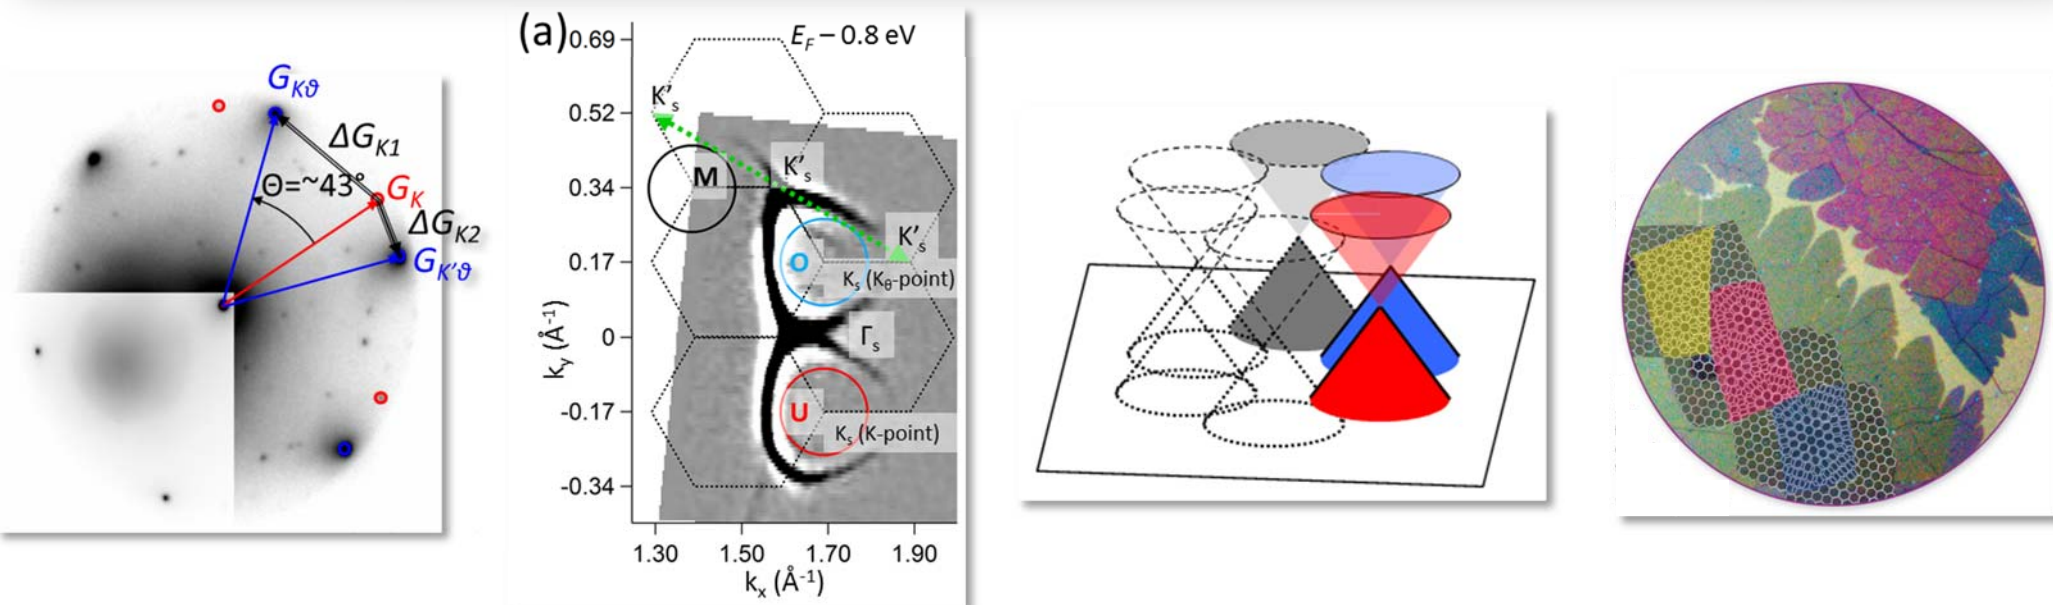 G_Kϑ
ΔG_K1
Θ=~43°
G_K
ΔG_K2
G_K'ϑ
(a)
E_F – 0.8 eV
0.69
0.52
0.34
0.17
0
-0.17
-0.34
k_y (Å⁻¹)
K'_s
M
K'_s
K'_s
O
K_s (K_θ-point)
Γ_s
U
K_s (K-point)
1.30 1.50 1.70 1.90
k_x (Å⁻¹)